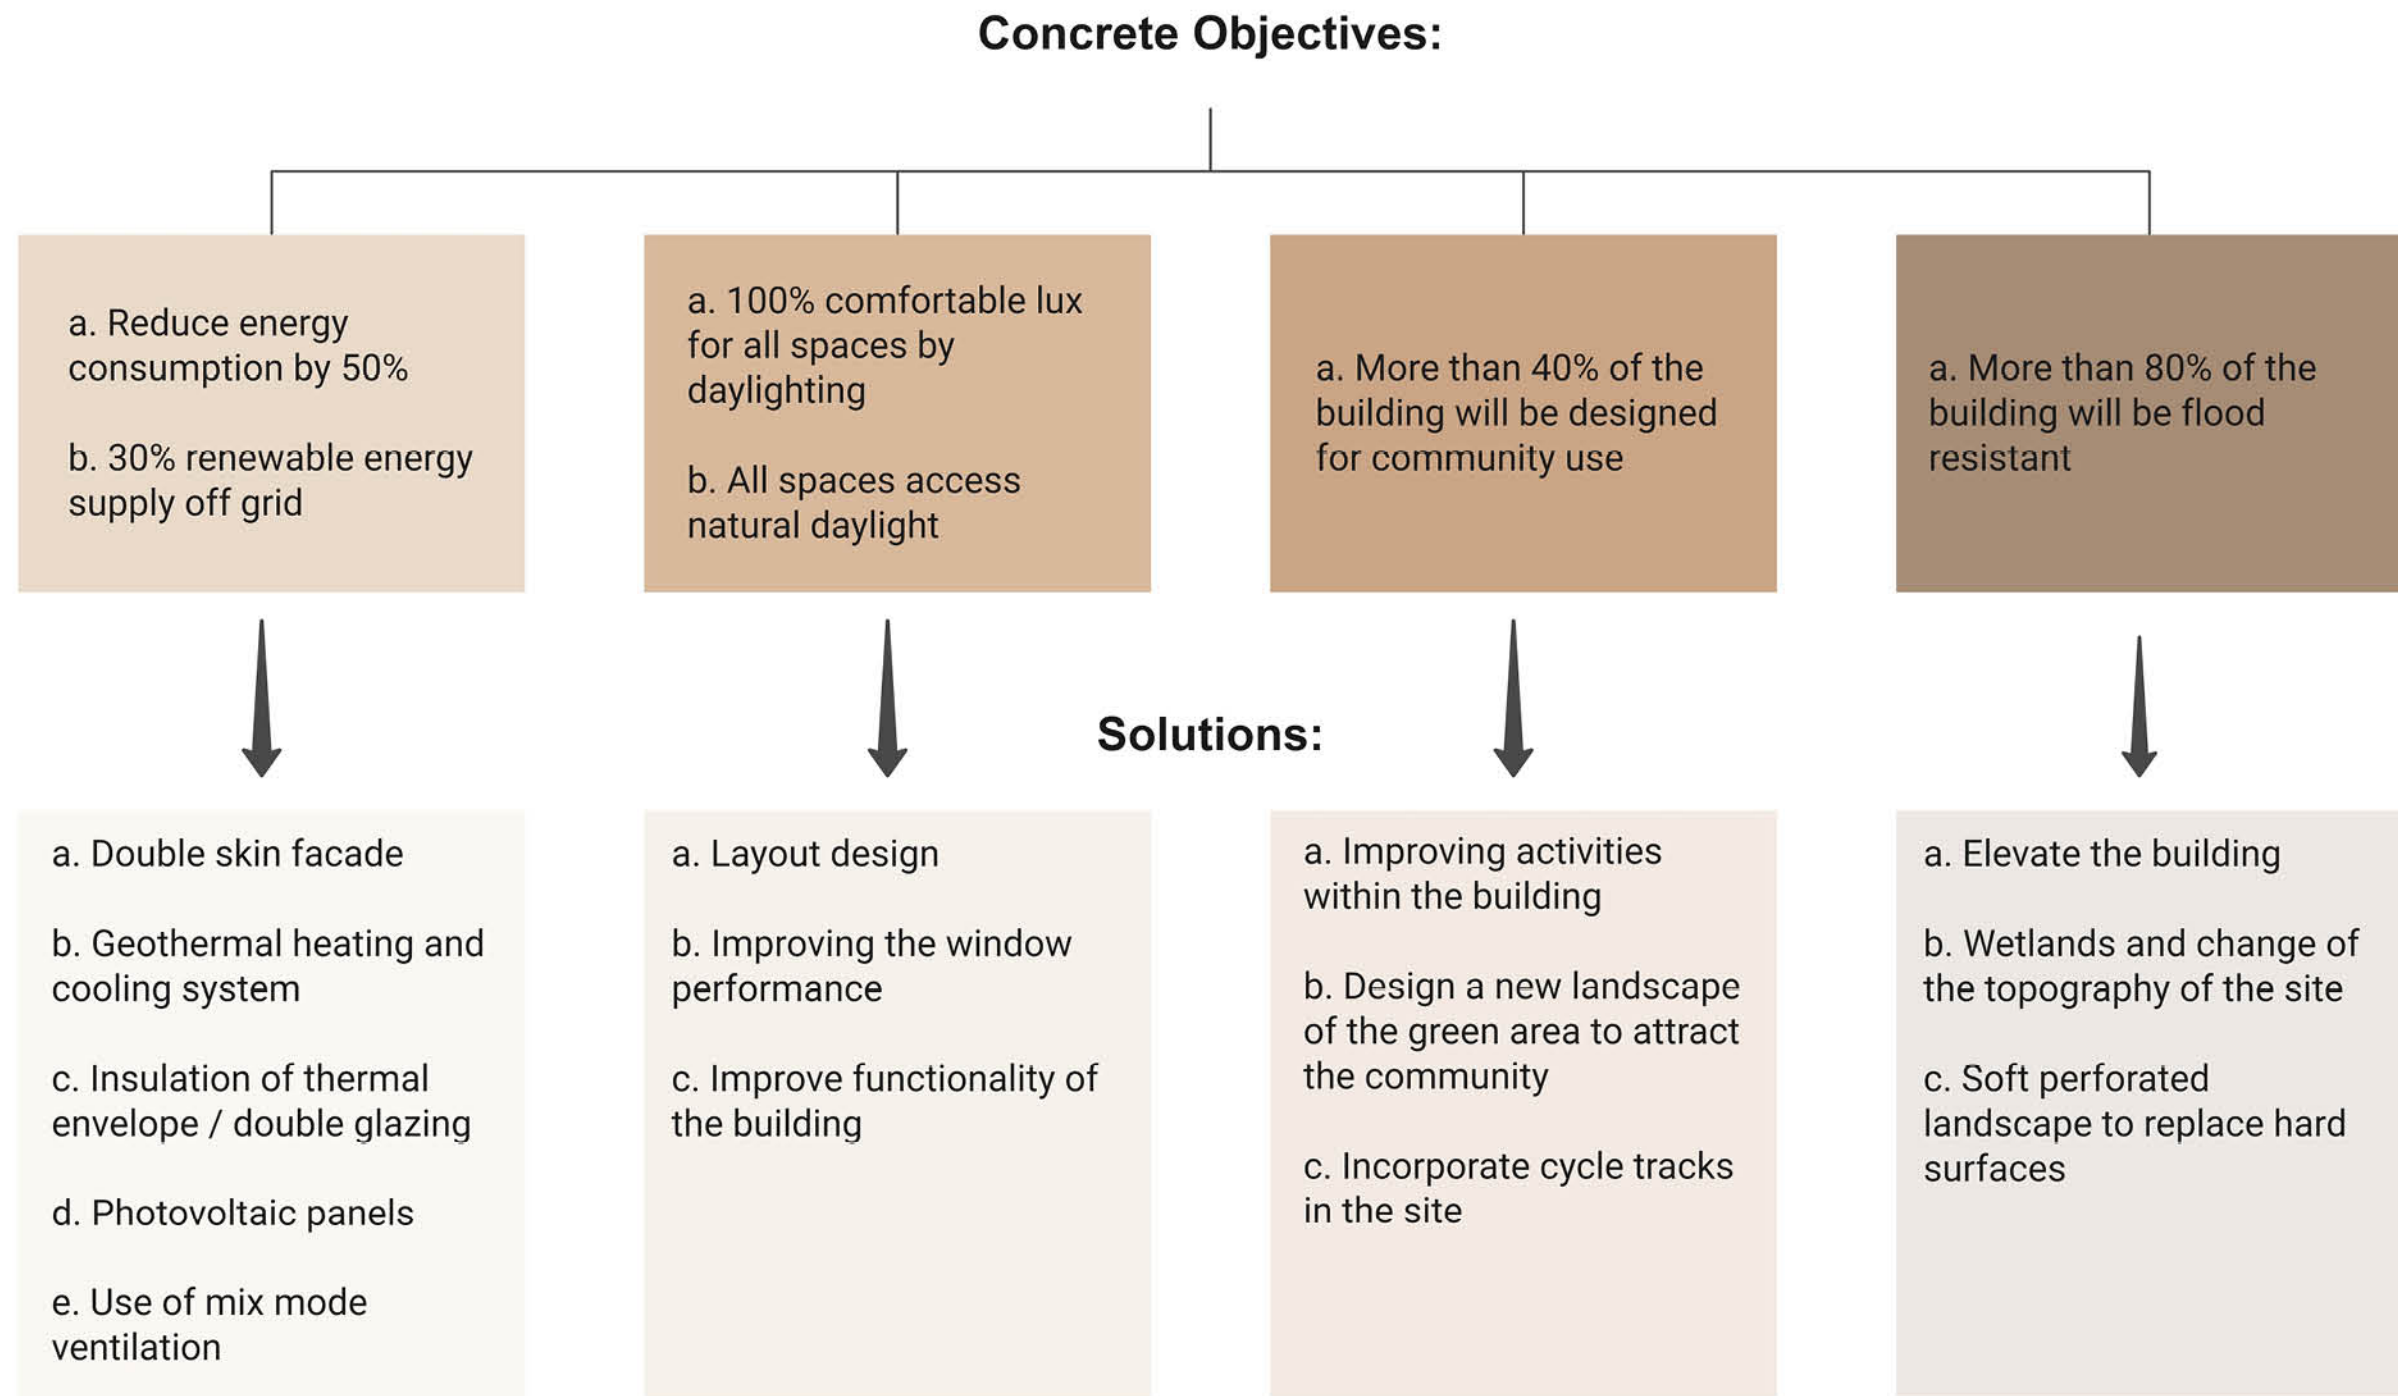 Concrete Objectives:
a. Reduce energy
consumption by 50%
b. 30% renewable energy
supply off grid
a. 100% comfortable lux
for all spaces by
daylighting
b. All spaces access
natural daylight
a. More than 40% of the
building will be designed
for community use
a. More than 80% of the
building will be flood
resistant
Solutions:
a. Double skin facade
b. Geothermal heating and
cooling system
c. Insulation of thermal
envelope / double glazing
d. Photovoltaic panels
e. Use of mix mode
ventilation
a. Layout design
b. Improving the window
performance
c. Improve functionality of
the building
a. Improving activities
within the building
b. Design a new landscape
of the green area to attract
the community
c. Incorporate cycle tracks
in the site
a. Elevate the building
b. Wetlands and change of
the topography of the site
c. Soft perforated
landscape to replace hard
surfaces